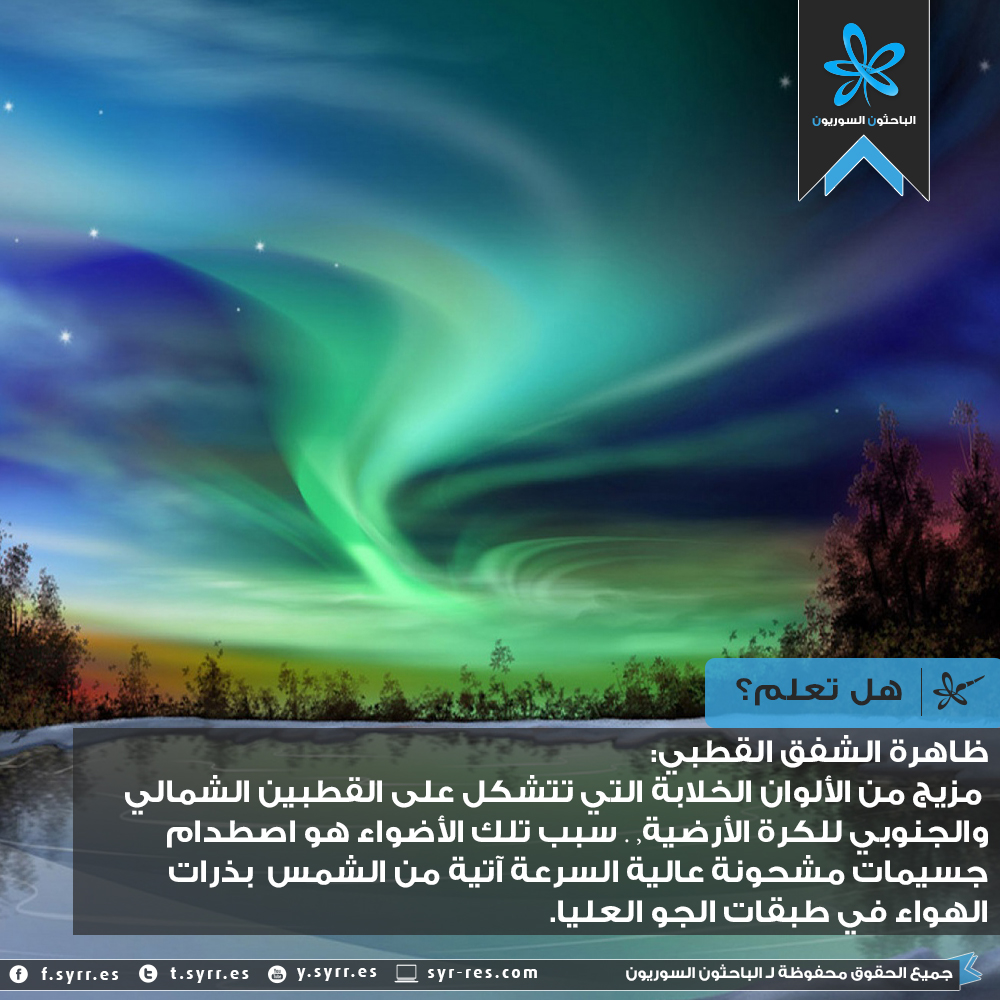 الباحثون السوريون
هل تعلم؟
ظاهرة الشفق القطبي:
مزيج من الألوان الخلابة التي تتشكل على القطبين الشمالي
والجنوبي للكرة الأرضية, . سبب تلك الأضواء هو اصطدام
جسيمات مشحونة عالية السرعة آتية من الشمس بذرات
الهواء في طبقات الجو العليا.
f.syrr.es t.syrr.es y.syrr.es syr-res.com جميع الحقوق محفوظة لـ الباحثون السوريون